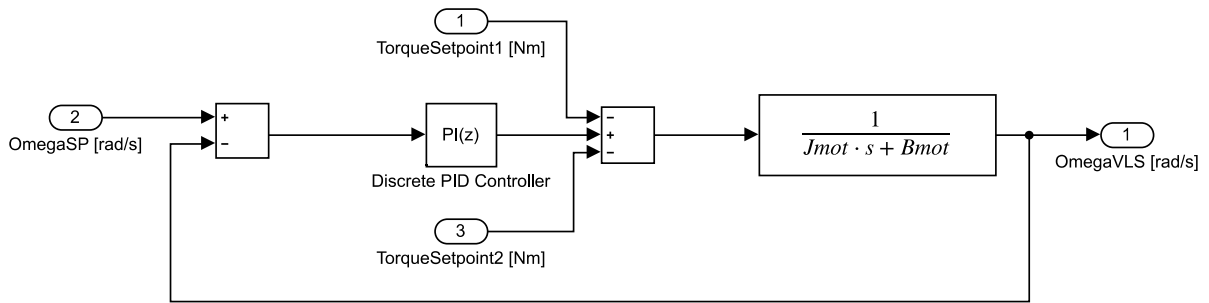 1
TorqueSetpoint1 [Nm]
2
OmegaSP [rad/s]
+
−
PI(z)
Discrete PID Controller
−
+
−
1
Jmot · s + Bmot
1
OmegaVLS [rad/s]
3
TorqueSetpoint2 [Nm]